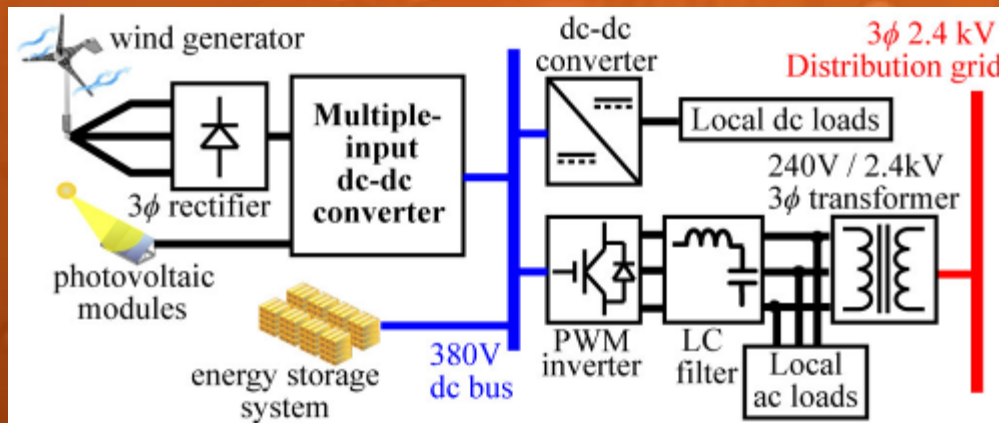 wind generator
3ϕ rectifier
Multiple-
input
dc-dc
converter
photovoltaic
modules
energy storage
system
380V
dc bus
dc-dc
converter
Local dc loads
3ϕ 2.4 kV
Distribution grid
240V / 2.4kV
3ϕ transformer
PWM
inverter
LC
filter
Local
ac loads